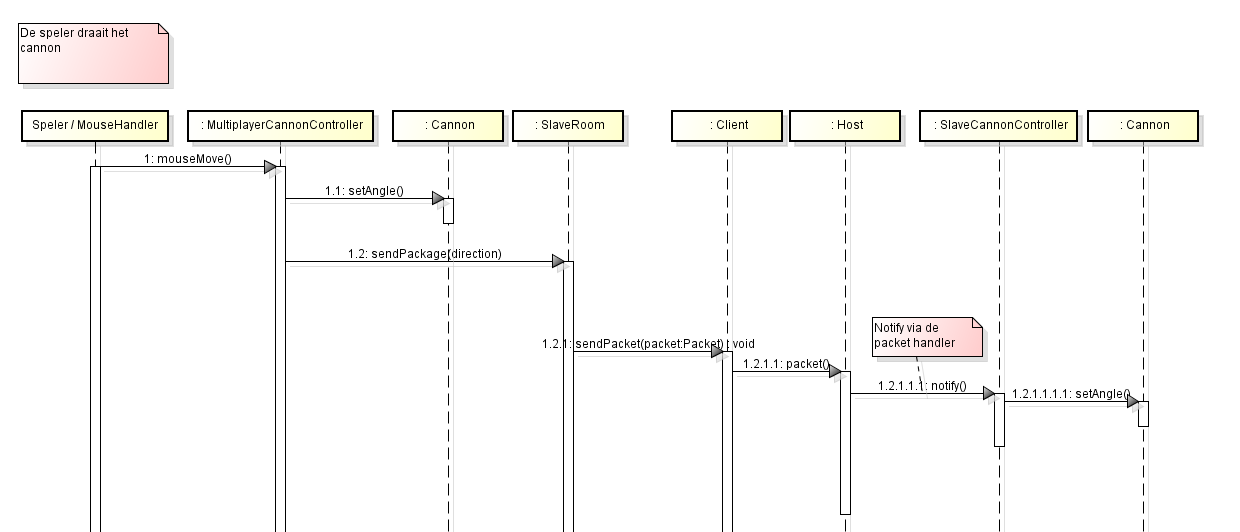 De speler draait het
cannon
Speler / MouseHandler
: MultiplayerCannonController
: Cannon
: SlaveRoom
: Client
: Host
: SlaveCannonController
: Cannon
1: mouseMove()
1.1: setAngle()
1.2: sendPackage(direction)
Notify via de
packet handler
1.2.1: sendPacket(packet:Packet) : void
1.2.1.1: packet()
1.2.1.1.1: notify()
1.2.1.1.1.1: setAngle()